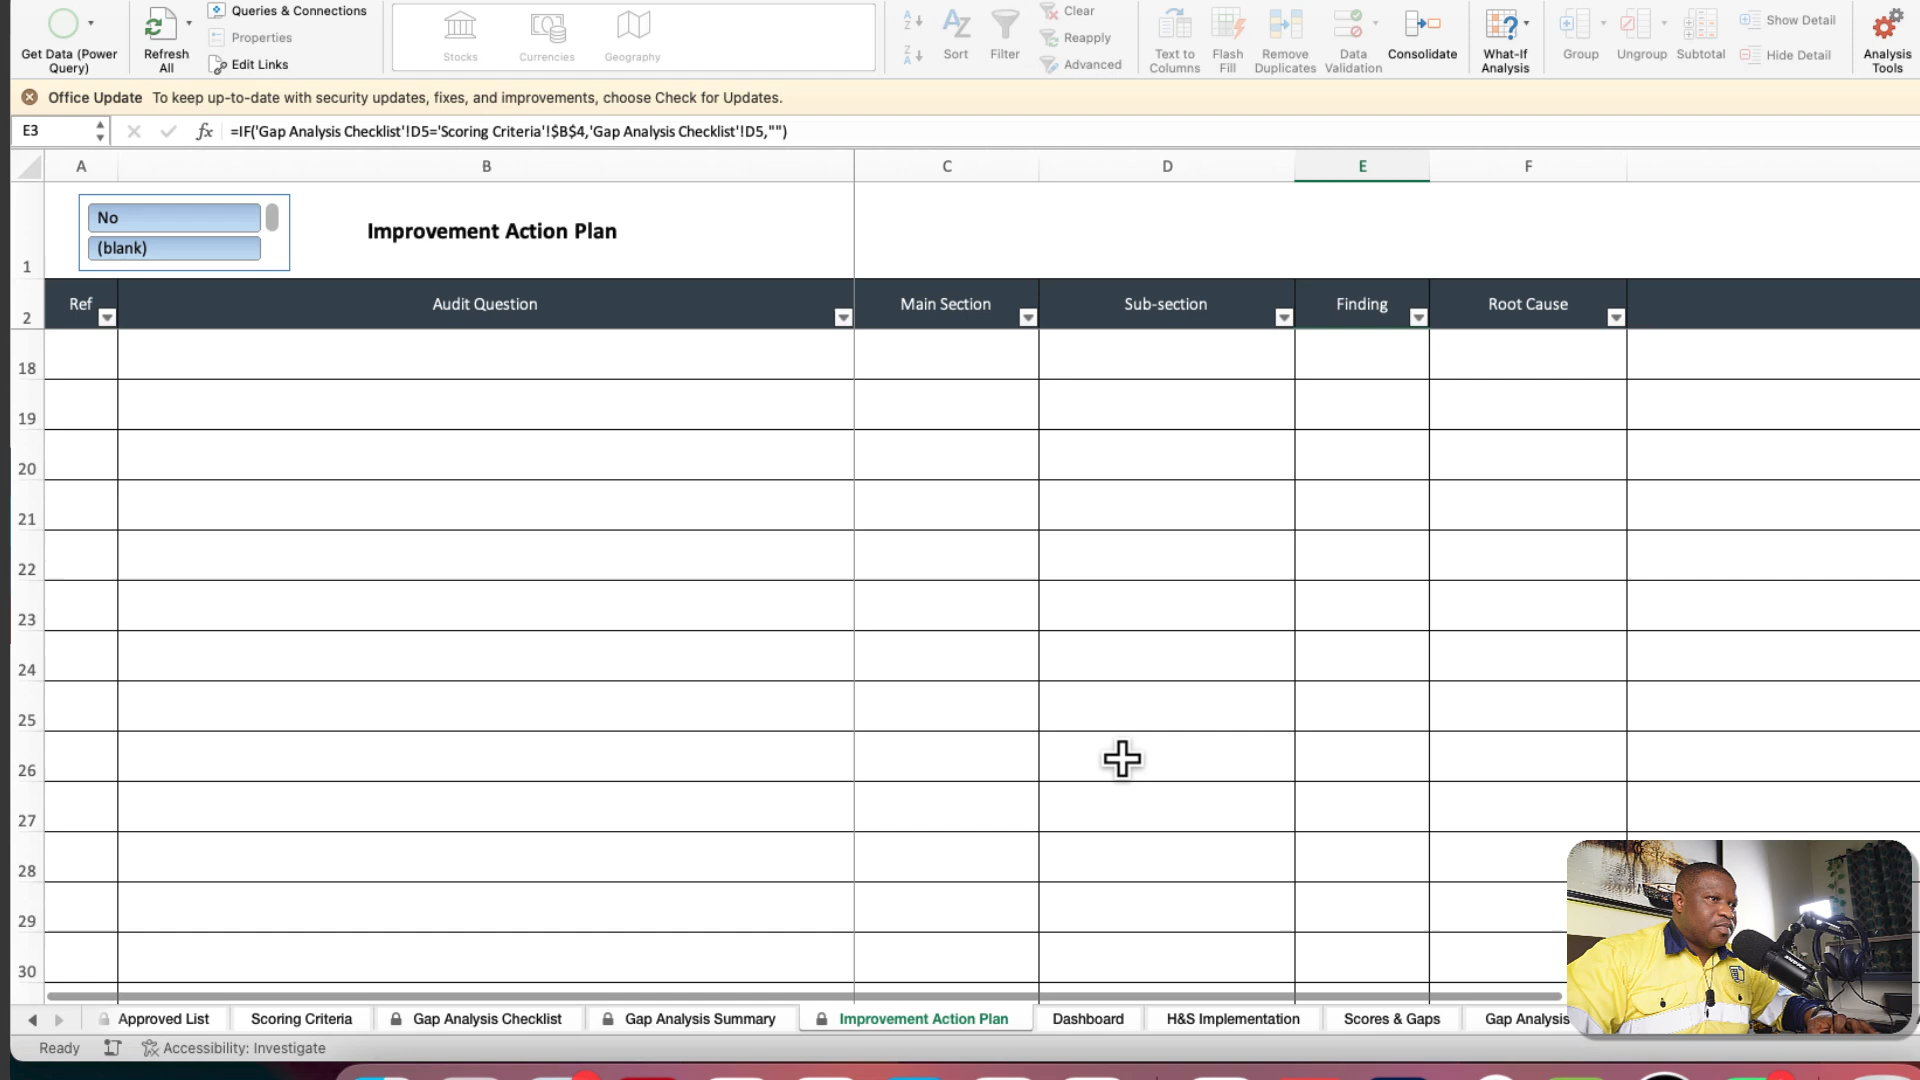 Get Data (Power Query)
Refresh All
Queries & Connections
Properties
Edit Links
Stocks
Currencies
Geography
Sort
Filter
Clear
Reapply
Advanced
Text to Columns
Flash Fill
Remove Duplicates
Data Validation
Consolidate
What-If Analysis
Group
Ungroup
Subtotal
Show Detail
Hide Detail
Analysis Tools
Office Update To keep up-to-date with security updates, fixes, and improvements, choose Check for Updates.
E3 fx =IF('Gap Analysis Checklist'!D5='Scoring Criteria'!$B$4,'Gap Analysis Checklist'!D5,"")
A B C D E F
No
(blank)
Improvement Action Plan
1
Ref Audit Question Main Section Sub-section Finding Root Cause
2
18
19
20
21
22
23
24
25
26
27
28
29
30
Approved List Scoring Criteria Gap Analysis Checklist Gap Analysis Summary Improvement Action Plan Dashboard H&S Implementation Scores & Gaps Gap Analysis
Ready Accessibility: Investigate